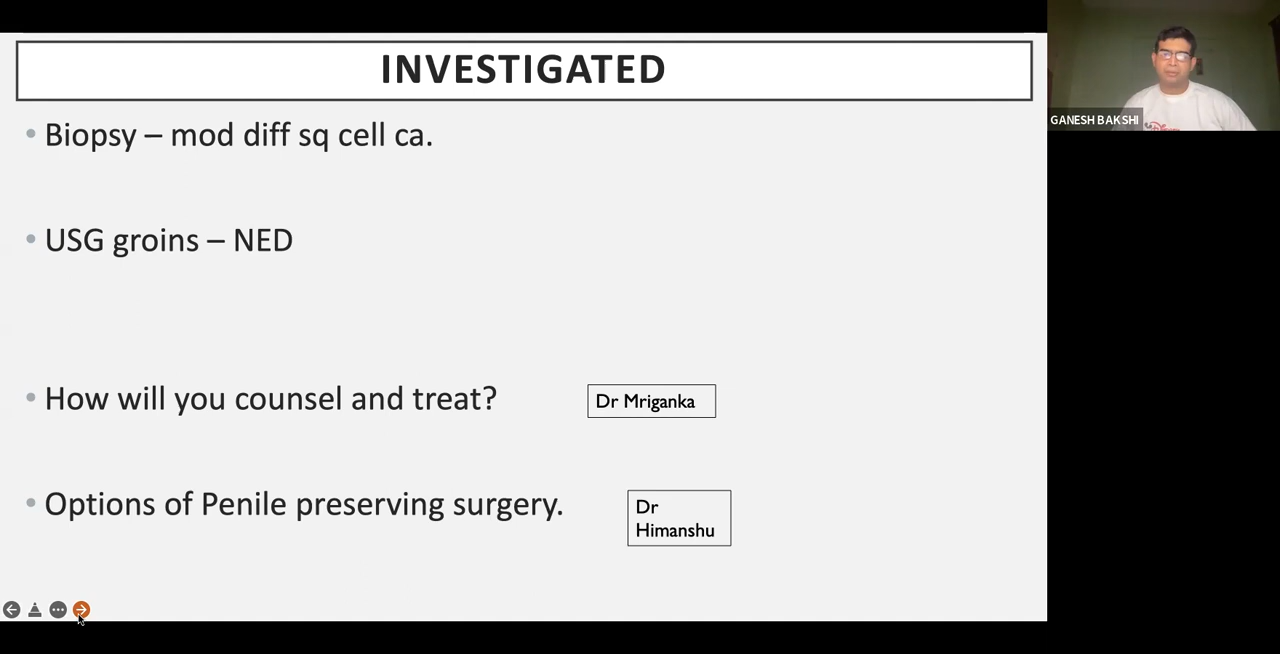 INVESTIGATED
GANESH BAKSHI
• Biopsy – mod diff sq cell ca.
• USG groins – NED
• How will you counsel and treat?
Dr Mriganka
• Options of Penile preserving surgery.
Dr
Himanshu